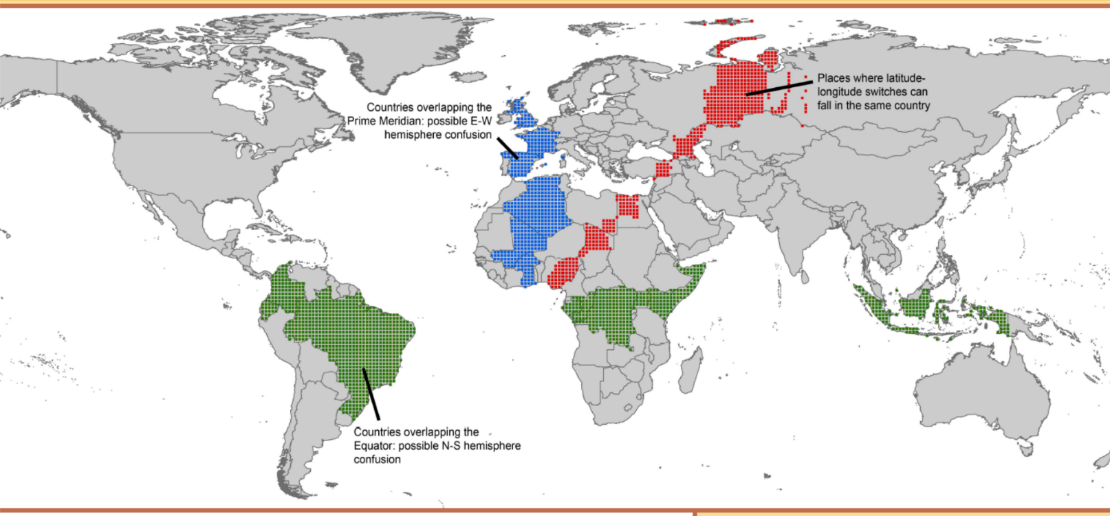 Countries overlapping the
Prime Meridian: possible E-W
hemisphere confusion
Places where latitude-
longitude switches can
fall in the same country
Countries overlapping the
Equator: possible N-S hemisphere
confusion